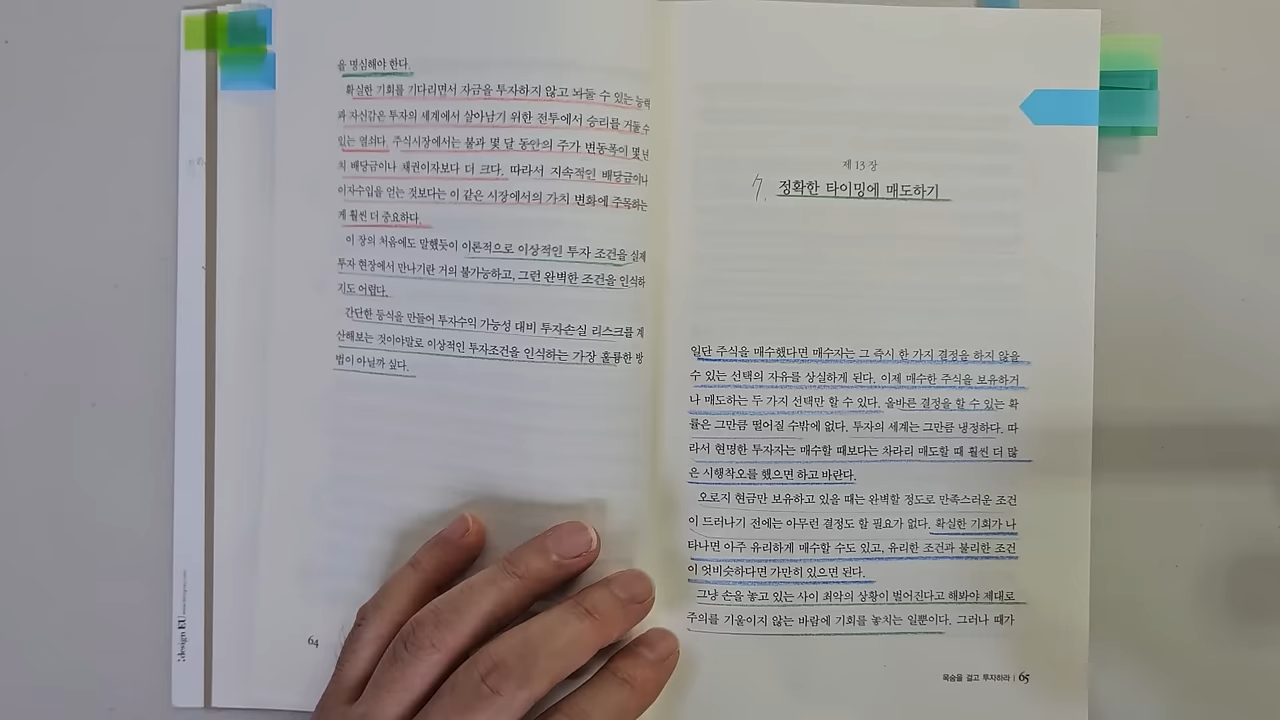 을 명심해야 한다.
확실한 기회를 기다리면서 자금을 투자하지 않고 놔둘 수 있는 능력
과 자신감은 투자의 세계에서 살아남기 위한 전투에서 승리를 거둘 수
있는 열쇠다. 주식시장에서는 불과 몇 달 동안의 주가 변동폭이 몇 년
치 배당금이나 채권이자보다 더 크다. 따라서 지속적인 배당금이나
이자수입을 얻는 것보다는 이 같은 시장에서의 가치 변화에 주목하는
게 훨씬 더 중요하다.
이 장의 처음에도 말했듯이 이론적으로 이상적인 투자 조건을 실제
투자 현장에서 만나기란 거의 불가능하고, 그런 완벽한 조건을 인식하
지도 어렵다.
간단한 등식을 만들어 투자수익 가능성 대비 투자손실 리스크를 계
산해보는 것이야말로 이상적인 투자조건을 인식하는 가장 훌륭한 방
법이 아닐까 싶다.
64
:design EU
제 13 장
7. 정확한 타이밍에 매도하기
일단 주식을 매수했다면 매수자는 그 즉시 한 가지 결정을 하지 않을
수 있는 선택의 자유를 상실하게 된다. 이제 매수한 주식을 보유하거
나 매도하는 두 가지 선택만 할 수 있다. 올바른 결정을 할 수 있는 확
률은 그만큼 떨어질 수밖에 없다. 투자의 세계는 그만큼 냉정하다. 따
라서 현명한 투자자는 매수할 때보다는 차라리 매도할 때 훨씬 더 많
은 시행착오를 했으면 하고 바란다.
오로지 현금만 보유하고 있을 때는 완벽할 정도로 만족스러운 조건
이 드러나기 전에는 아무런 결정도 할 필요가 없다. 확실한 기회가 나
타나면 아주 유리하게 매수할 수도 있고, 유리한 조건과 불리한 조건
이 엇비슷하다면 가만히 있으면 된다.
그냥 손을 놓고 있는 사이 최악의 상황이 벌어진다고 해봐야 제대로
주의를 기울이지 않는 바람에 기회를 놓치는 일뿐이다. 그러나 때가
목숨을 걸고 투자하라 | 65